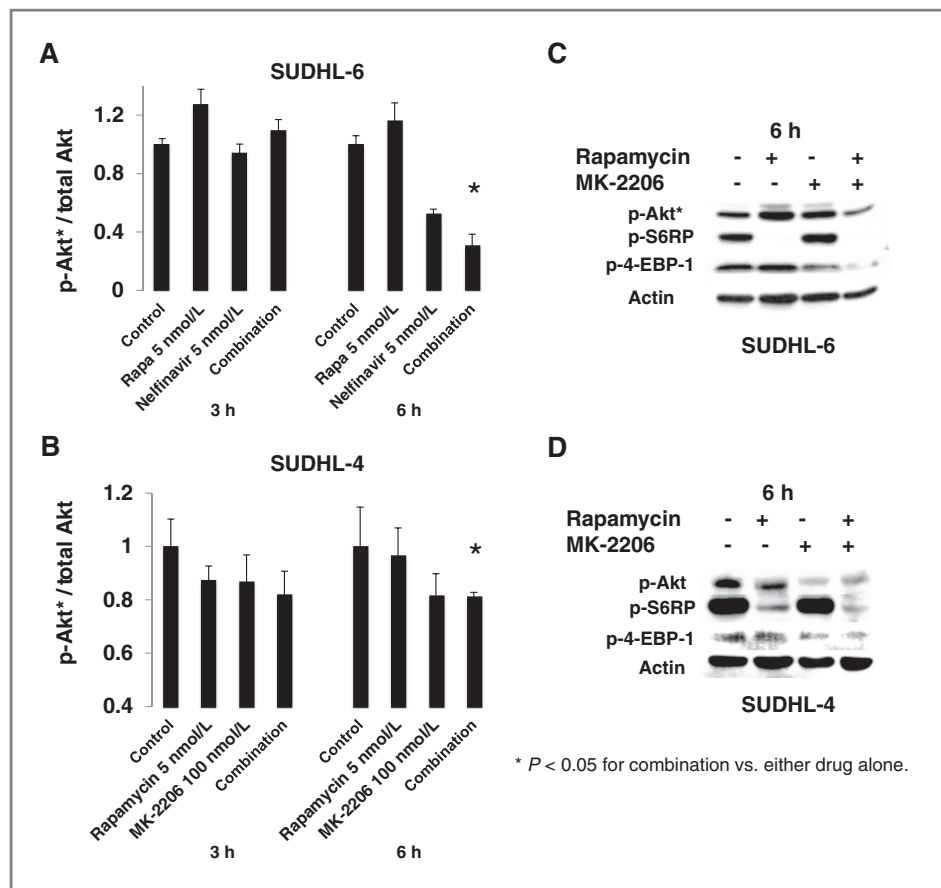 A
SUDHL-6
p-Akt* / total Akt
1.2
0.8
0.4
0
Control
Rapa 5 nmol/L
Nelfinavir 5 nmol/L
Combination
3 h
*
Control
Rapa 5 nmol/L
Nelfinavir 5 nmol/L
Combination
6 h
B
SUDHL-4
p-Akt* / total Akt
1.2
1
0.8
0.6
0.4
Control
Rapamycin 5 nmol/L
MK-2206 100 nmol/L
Combination
3 h
*
Control
Rapamycin 5 nmol/L
MK-2206 100 nmol/L
Combination
6 h
C
6 h
Rapamycin - + - +
MK-2206 - - + +
p-Akt*
p-S6RP
p-4-EBP-1
Actin
SUDHL-6
D
6 h
Rapamycin - + - +
MK-2206 - - + +
p-Akt
p-S6RP
p-4-EBP-1
Actin
SUDHL-4
* P < 0.05 for combination vs. either drug alone.